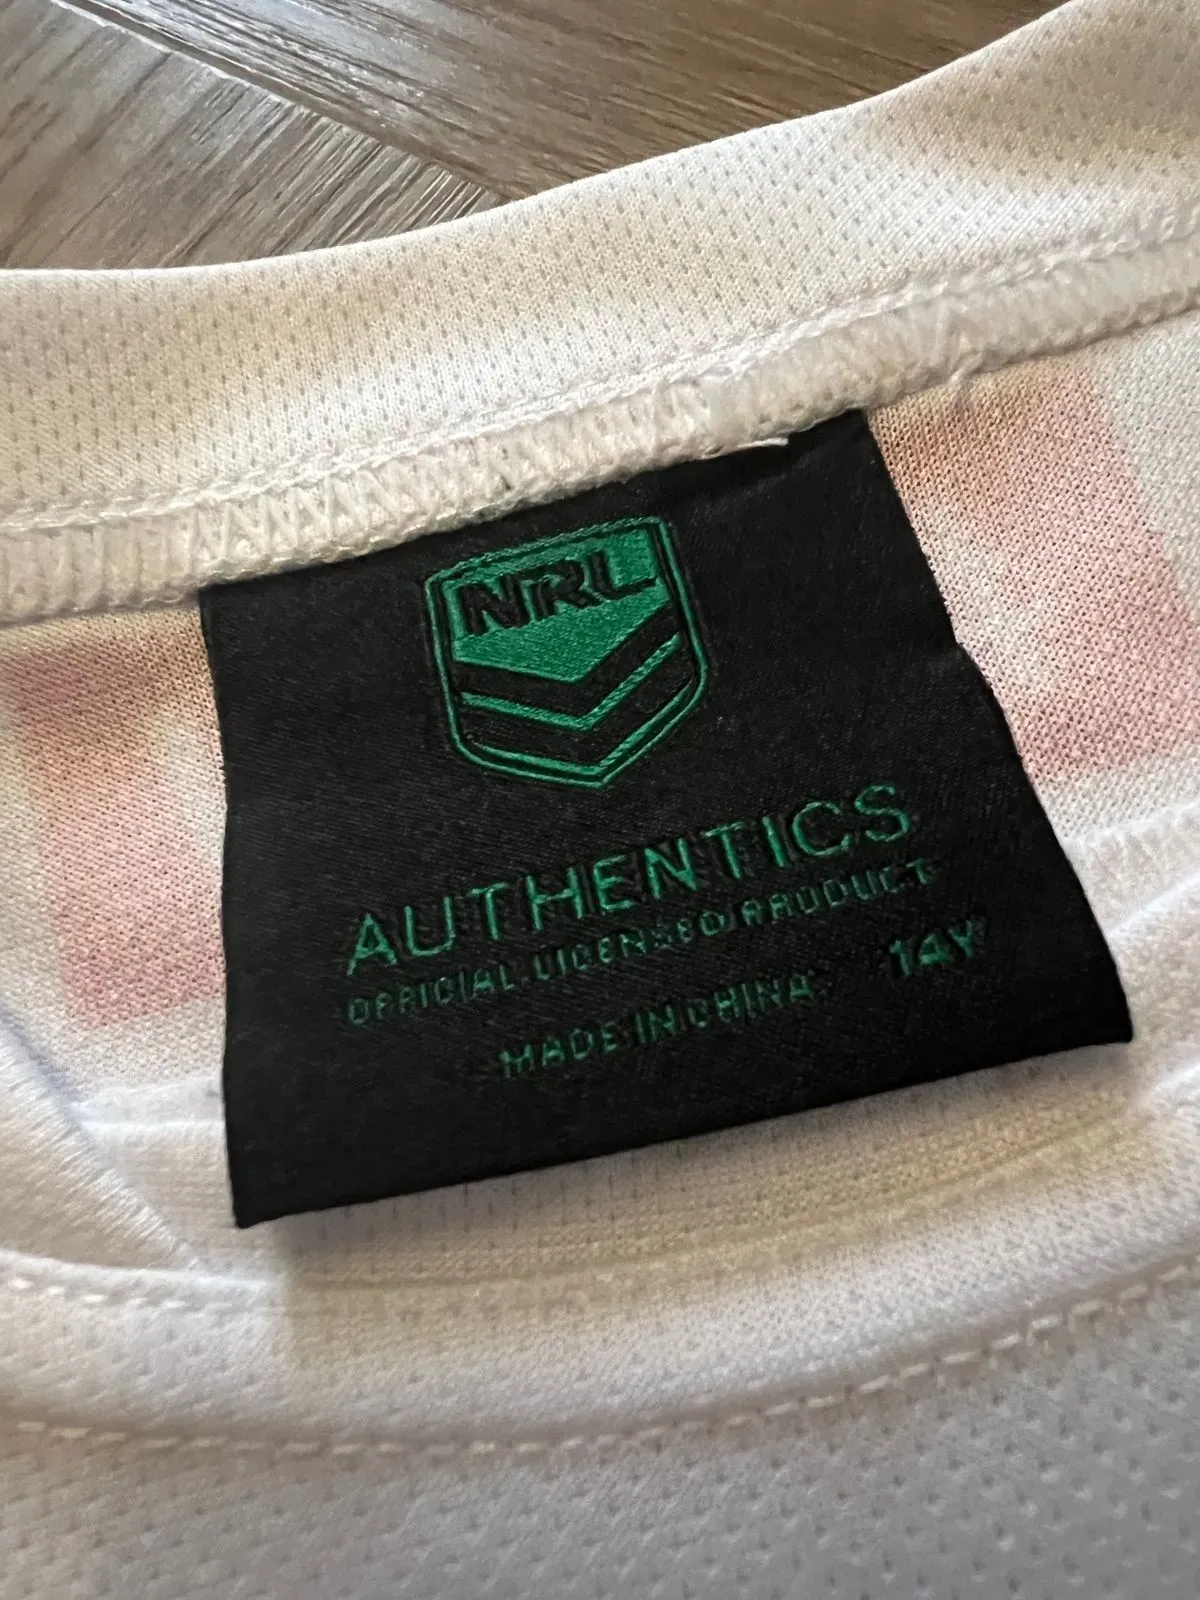 NRL
AUTHENTICS
OFFICIAL LICENSED PRODUCT
MADE IN CHINA 14Y